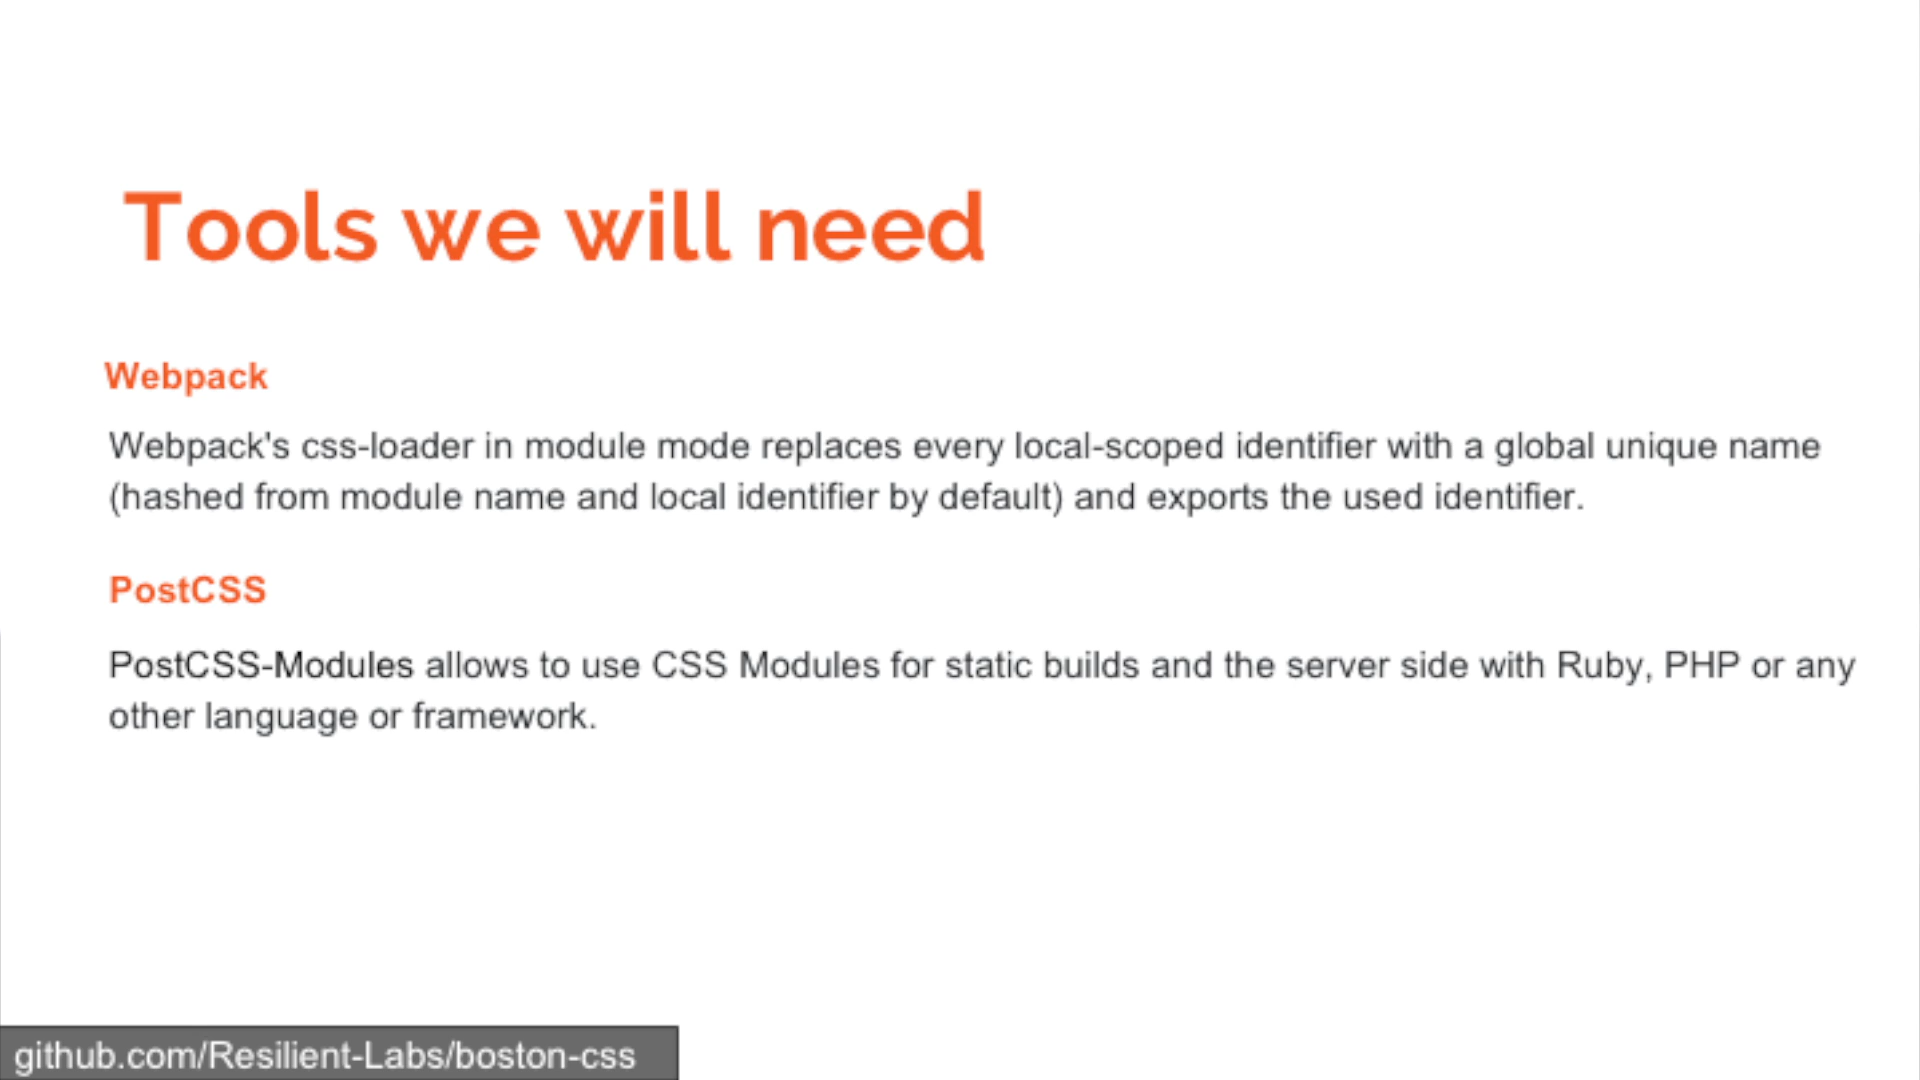 Tools we will need
Webpack
Webpack's css-loader in module mode replaces every local-scoped identifier with a global unique name
(hashed from module name and local identifier by default) and exports the used identifier.
PostCSS
PostCSS-Modules allows to use CSS Modules for static builds and the server side with Ruby, PHP or any
other language or framework.
github.com/Resilient-Labs/boston-css